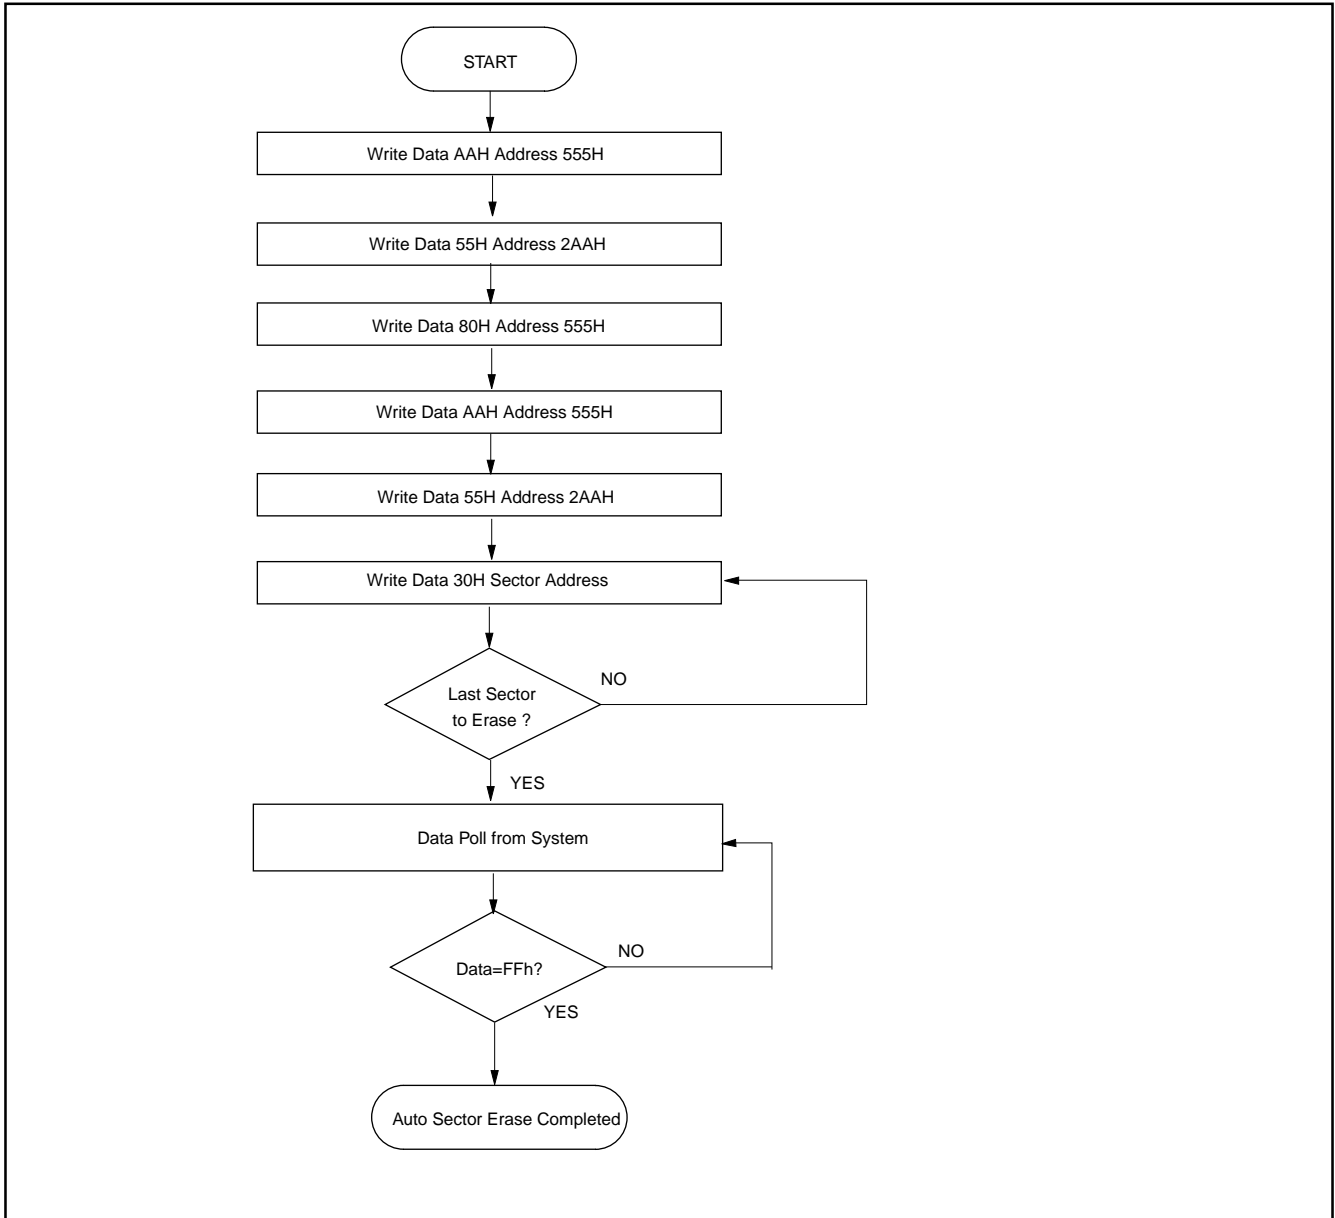 START
Write Data AAH Address 555H
Write Data 55H Address 2AAH
Write Data 80H Address 555H
Write Data AAH Address 555H
Write Data 55H Address 2AAH
Write Data 30H Sector Address
NO
Last Sector
to Erase ?
YES
Data Poll from System
NO
Data=FFh?
YES
Auto Sector Erase Completed